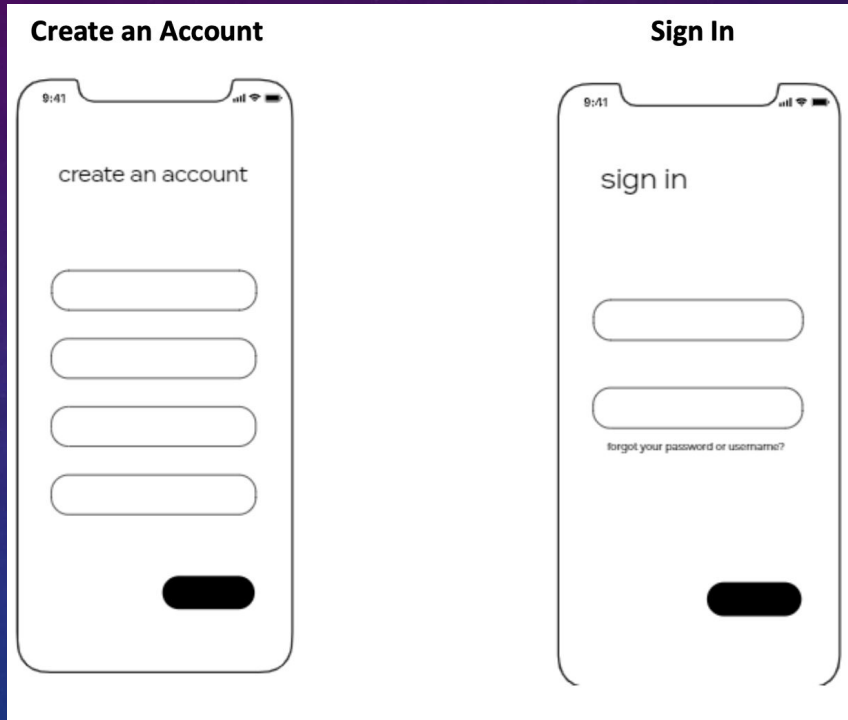 Create an Account
Sign In
9:41
create an account
9:41
sign in
forgot your password or username?